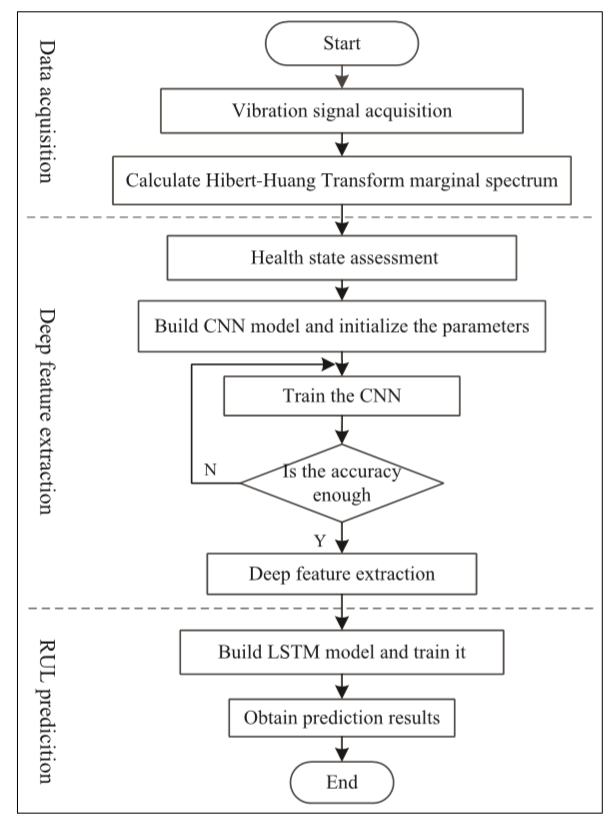 Data acquisition
Start
Vibration signal acquisition
Calculate Hibert-Huang Transform marginal spectrum
Deep feature extraction
Health state assessment
Build CNN model and initialize the parameters
Train the CNN
Is the accuracy
enough
N
Y
Deep feature extraction
RUL predicition
Build LSTM model and train it
Obtain prediction results
End